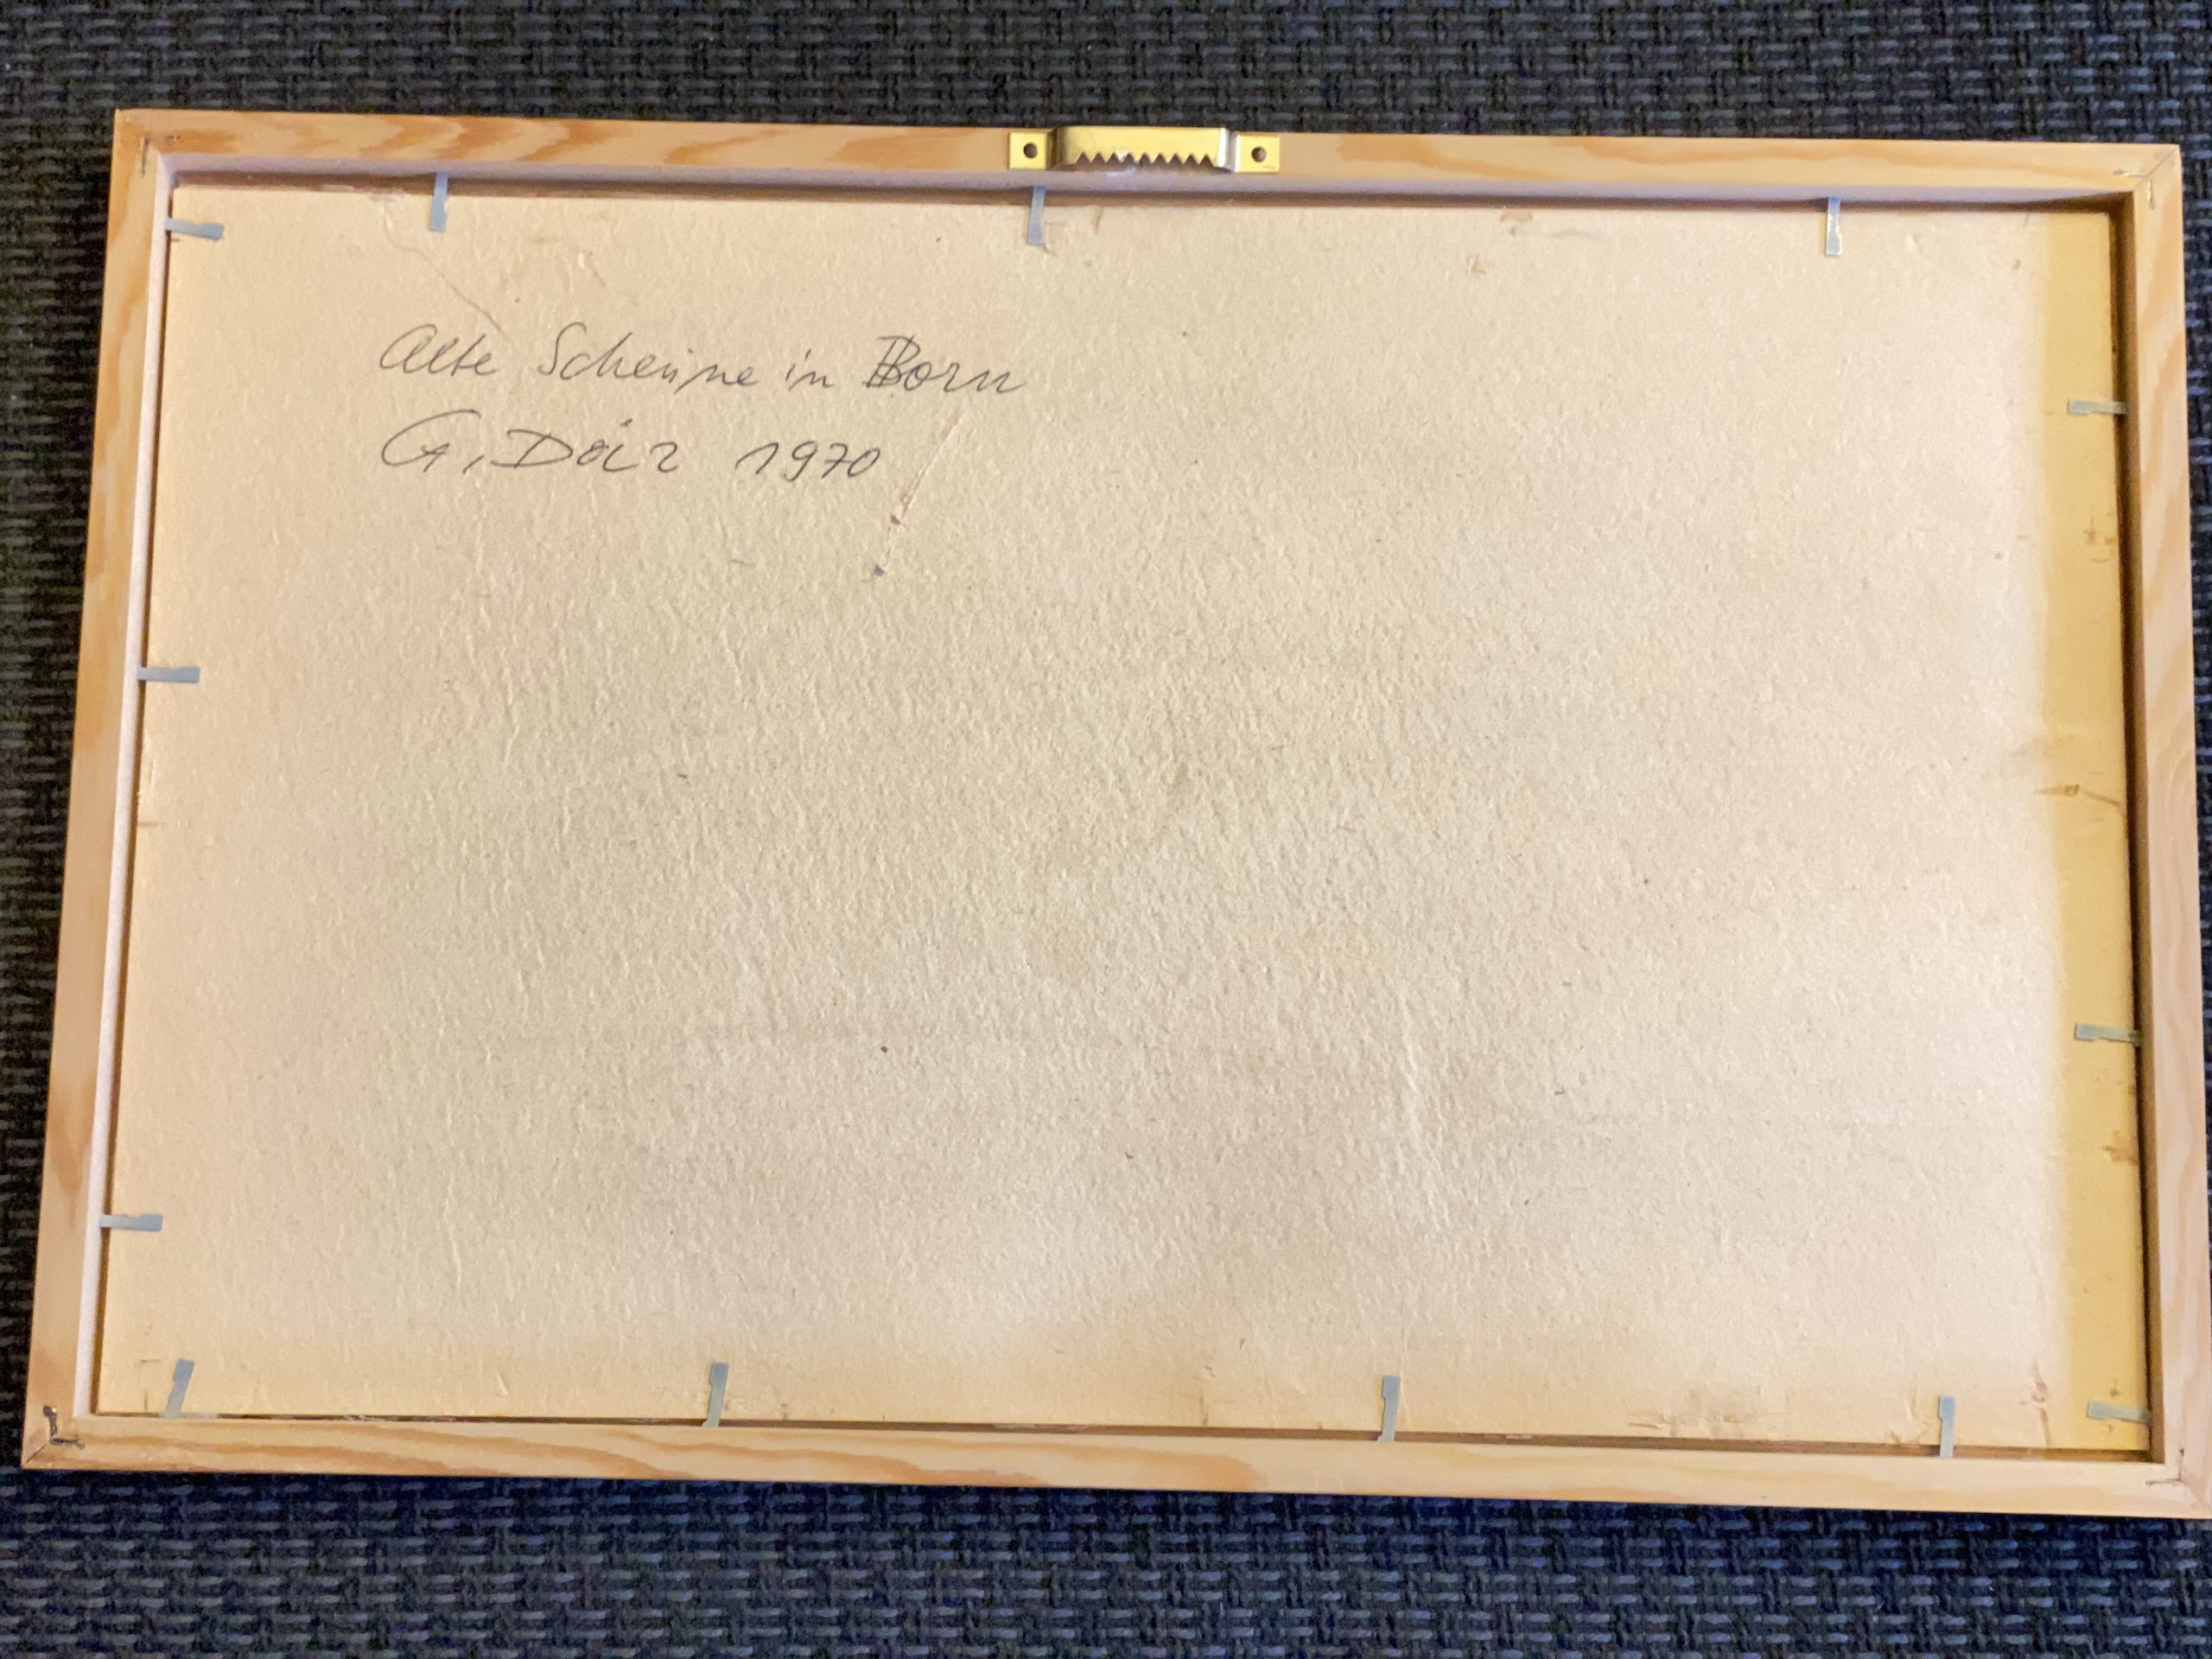 Alte Scheune in Born
G. Dörr 1970